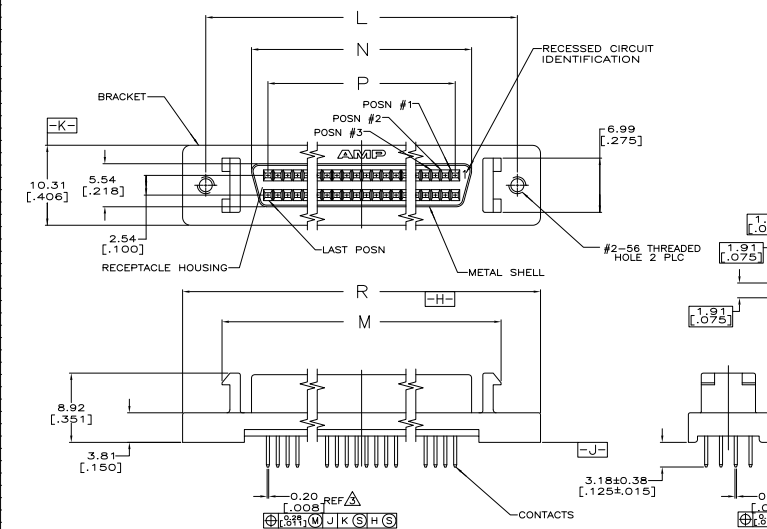 L
N
RECESSED CIRCUIT
IDENTIFICATION
P
BRACKET
POSN #1
POSN #2
POSN #3
-K-
6.99
[.275]
AMP
1
10.31
[.406]
5.54
[.218]
2.54
[.100]
LAST POSN
#2-56 THREADED
HOLE 2 PLC
RECEPTACLE HOUSING
METAL SHELL
1.91
[.075]
R
-H-
M
1.91
[.075]
8.92
[.351]
3.81
[.150]
-J-
3.18±0.38
[.125±.015]
0.20
[.008] REF 3
0.28
[.011] M J K S H S
CONTACTS